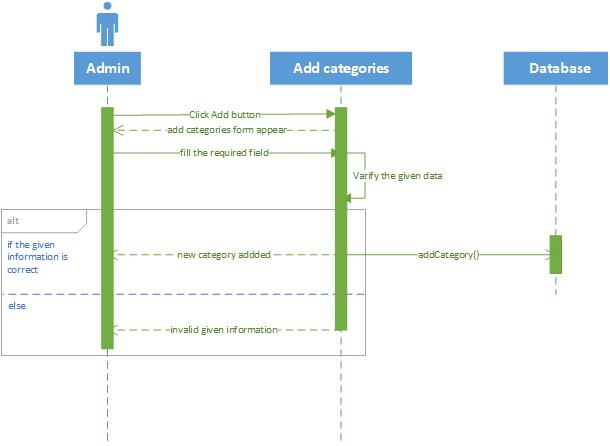 Admin
Add categories
Database
Click Add button
add categories form appear
fill the required field
Varify the given data
alt
if the given
information is
correct
new category addded
addCategory()
else
invalid given information